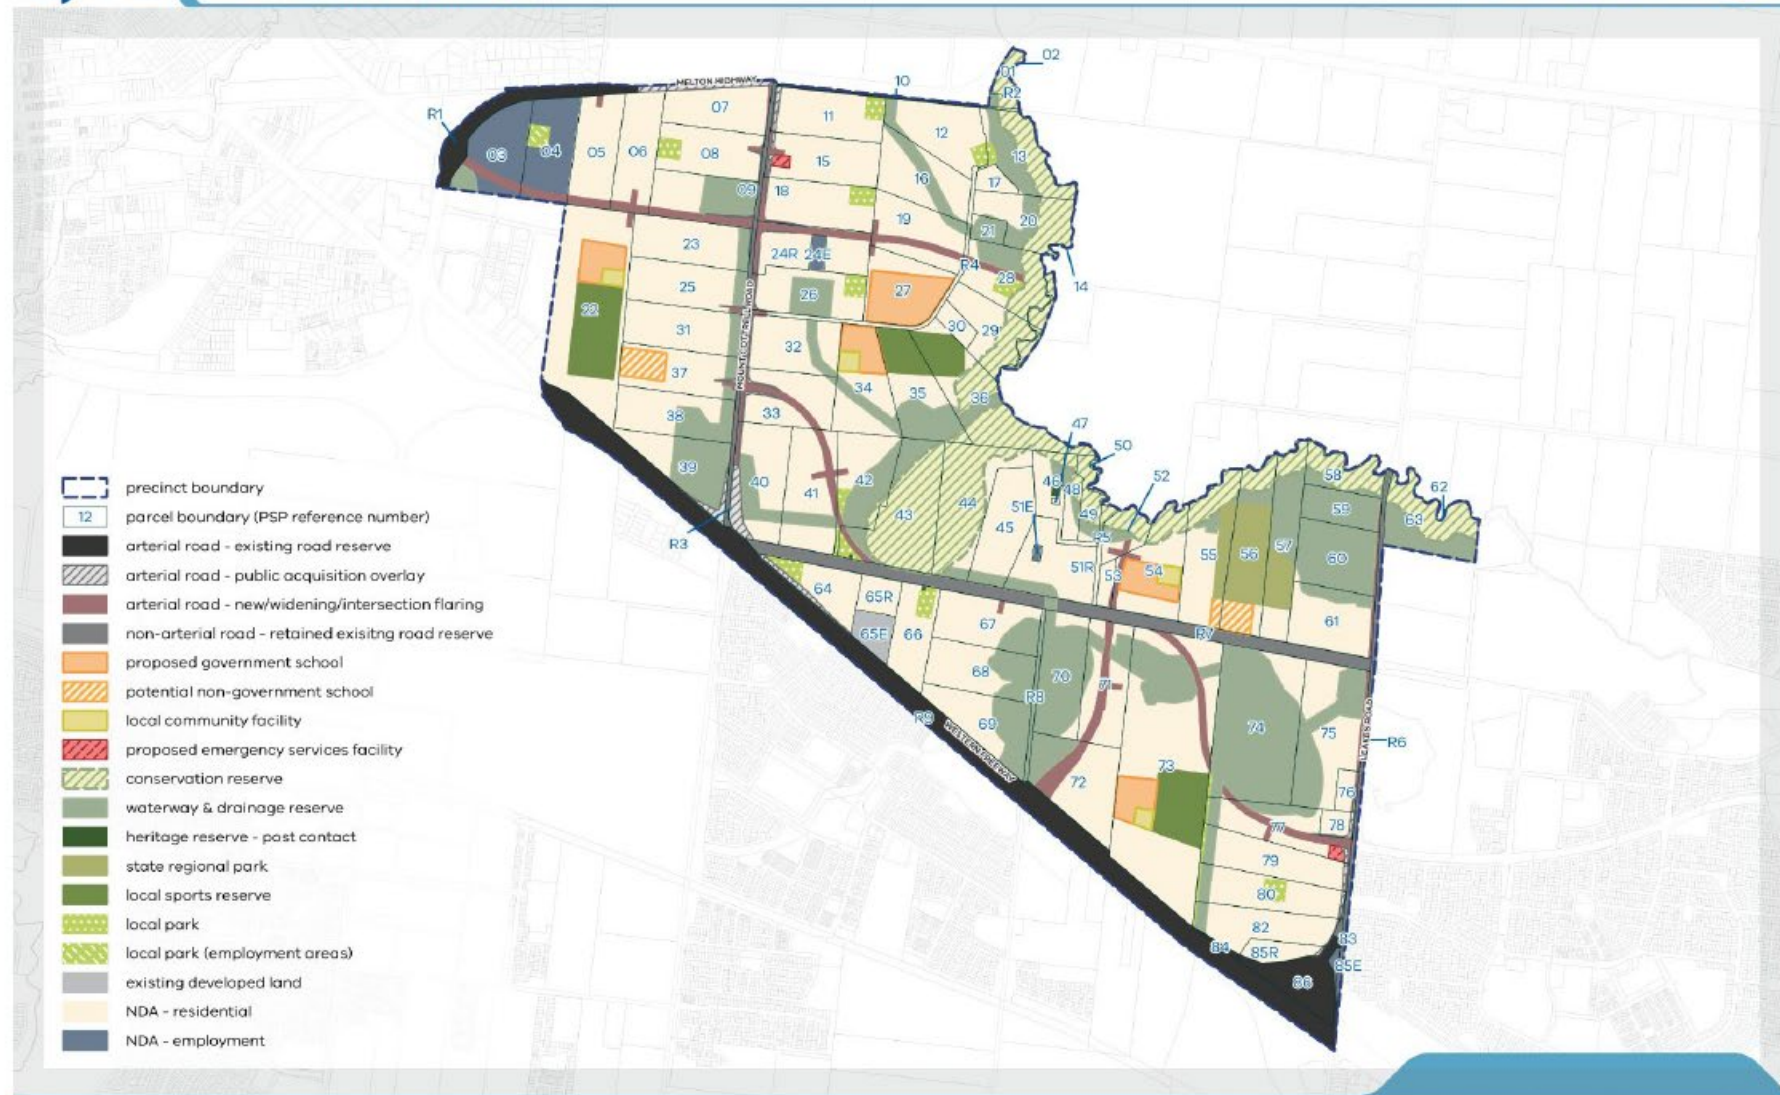 02
01
MELTON HIGHWAY
10
R2
R1
07
11
12
03
04
05
06
08
15
13
16
17
09
18
19
20
21
23
24R
24E
R4
28
14
25
26
27
22
MOUNT COTTRELL ROAD
30
29
31
32
37
34
35
36
38
33
47
50
39
40
41
42
46
48
52
58
62
43
44
51E
45
49
59
63
R3
R5
55
56
57
60
51R
53
54
64
65R
61
65E
66
67
R7
68
70
71
R8
69
74
75
R6
R9
WESTERN FREEWAY
LEAKES ROAD
72
73
76
77
78
79
80
82
83
84
85R
85E
86
precinct boundary
12 parcel boundary (PSP reference number)
arterial road - existing road reserve
arterial road - public acquisition overlay
arterial road - new/widening/intersection flaring
non-arterial road - retained exisitng road reserve
proposed government school
potential non-government school
local community facility
proposed emergency services facility
conservation reserve
waterway & drainage reserve
heritage reserve - post contact
state regional park
local sports reserve
local park
local park (employment areas)
existing developed land
NDA - residential
NDA - employment